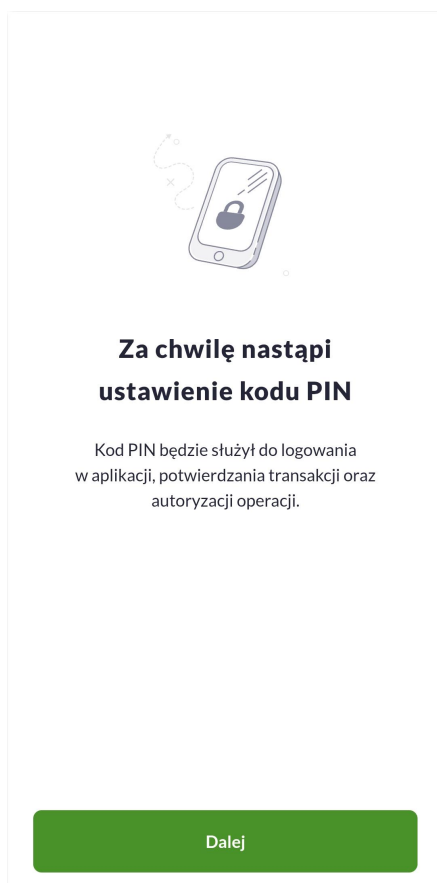 Za chwilę nastąpi
ustawienie kodu PIN
Kod PIN będzie służył do logowania
w aplikacji, potwierdzania transakcji oraz
autoryzacji operacji.
Dalej